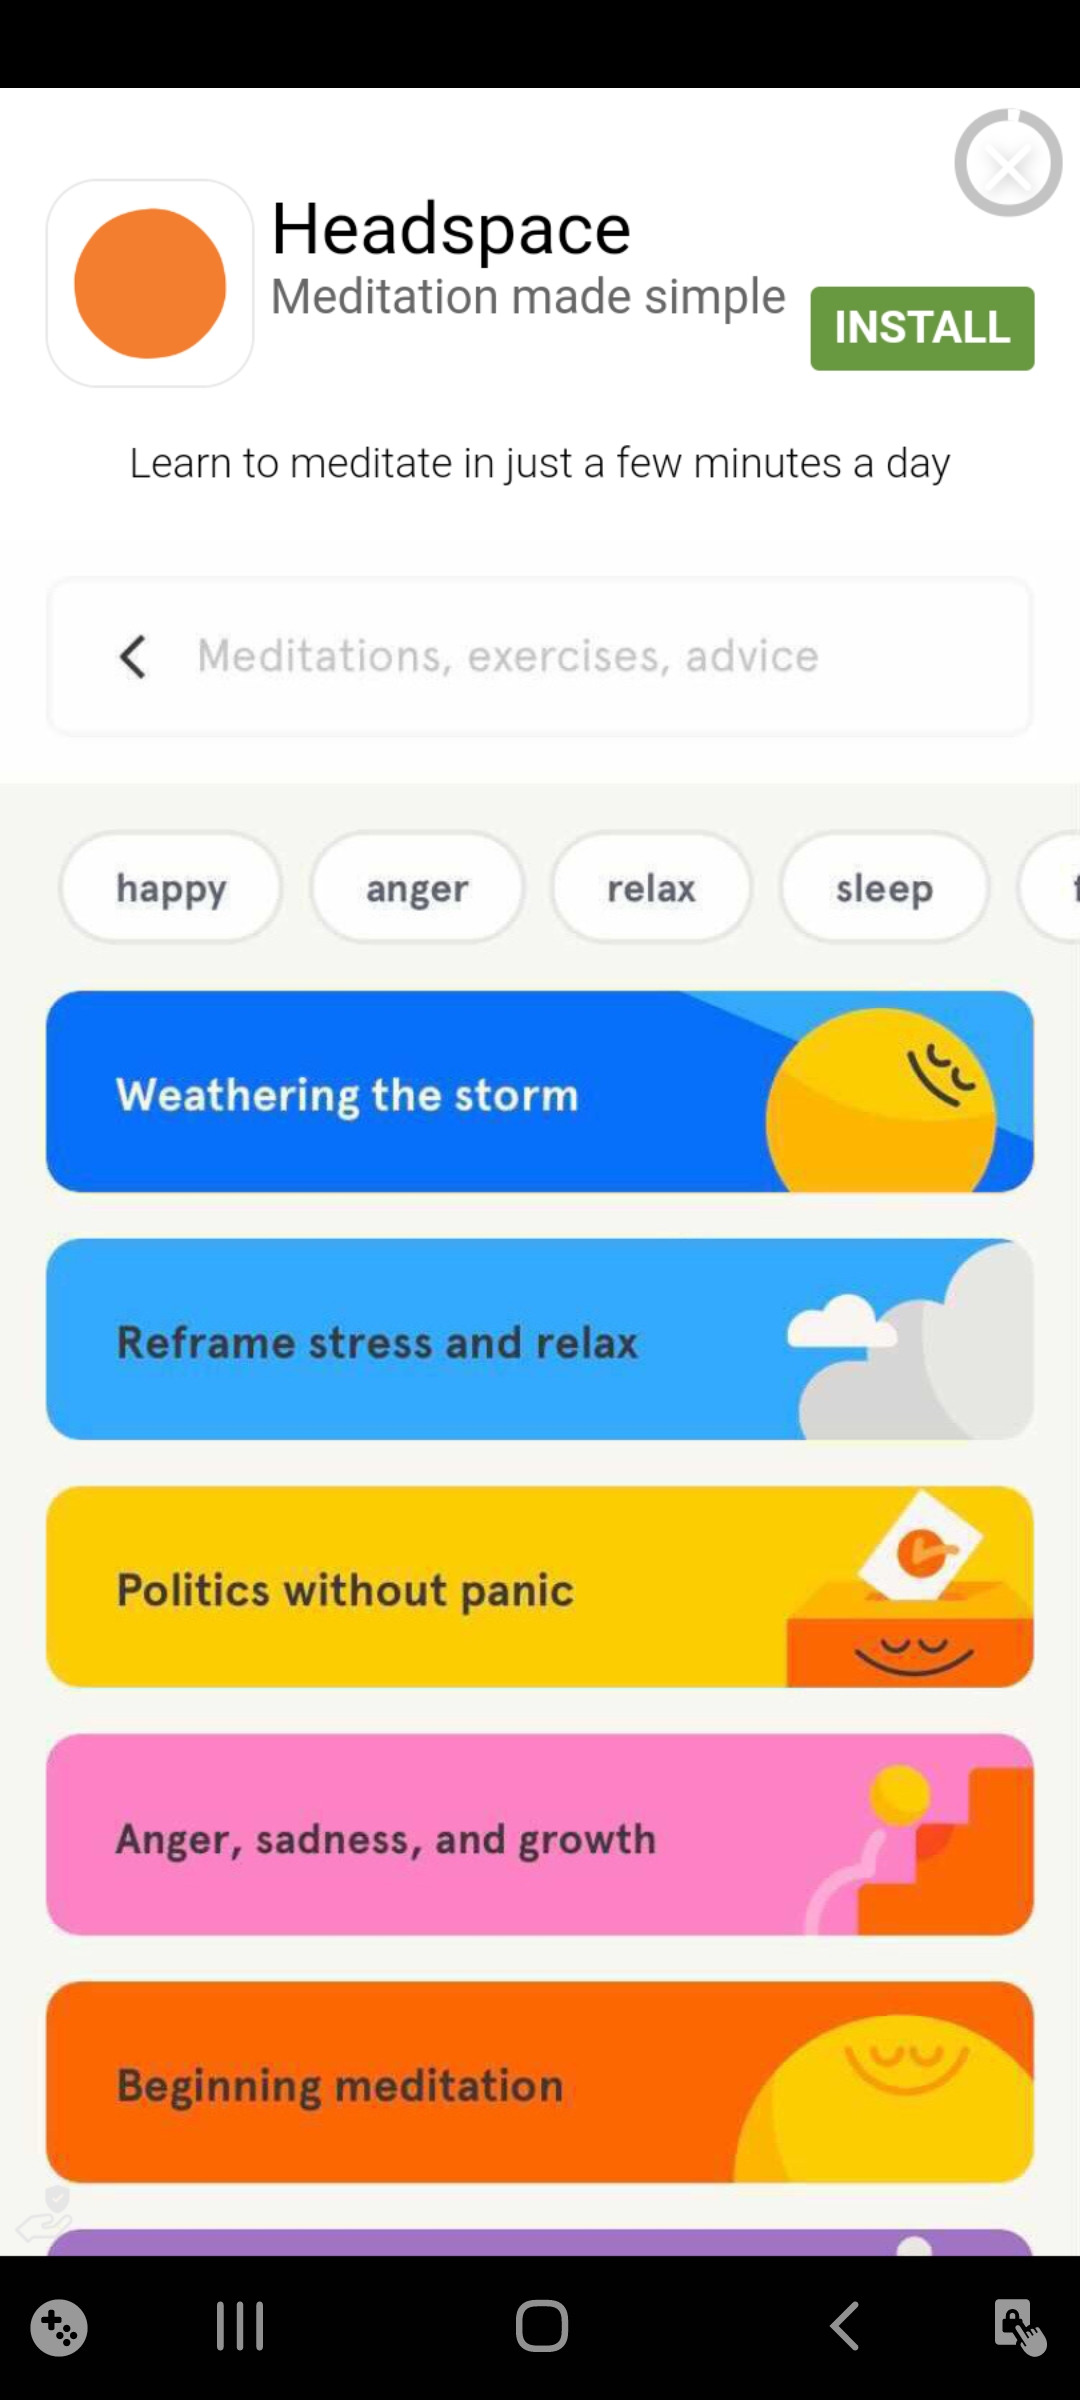 Headspace
Meditation made simple
INSTALL
Learn to meditate in just a few minutes a day
Meditations, exercises, advice
happy
anger
relax
sleep
Weathering the storm
Reframe stress and relax
Politics without panic
Anger, sadness, and growth
Beginning meditation